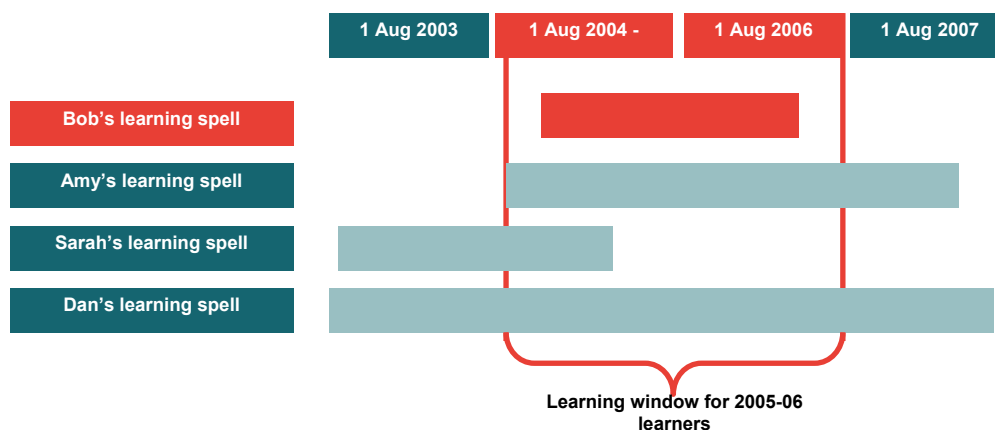 1 Aug 2003
1 Aug 2004 -
1 Aug 2006
1 Aug 2007
Bob's learning spell
Amy's learning spell
Sarah's learning spell
Dan's learning spell
Learning window for 2005-06
learners